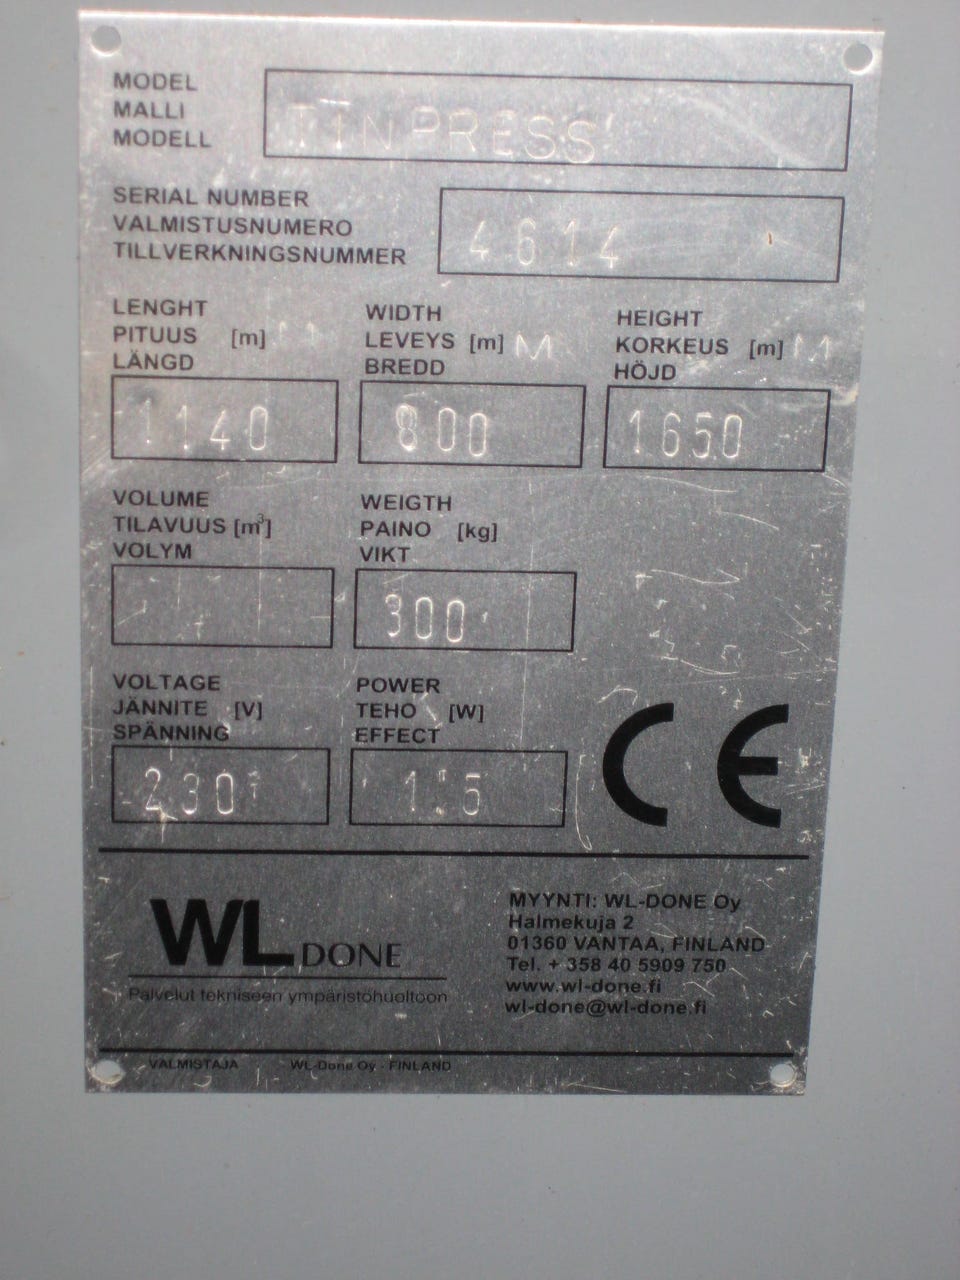 MODEL
MALLI
MODELL
TINPRESS
SERIAL NUMBER
VALMISTUSNUMERO
TILLVERKNINGSNUMMER
4614
LENGHT
PITUUS [m] M
LÄNGD
1140
WIDTH
LEVEYS [m] M
BREDD
800
HEIGHT
KORKEUS [m] M
HÖJD
1650
VOLUME
TILAVUUS [m³]
VOLYM
WEIGTH
PAINO [kg]
VIKT
300
VOLTAGE
JÄNNITE [V]
SPÄNNING
230
POWER
TEHO [W]
EFFECT
CE
WL DONE
Palvelut tekniseen ympäristöhuoltoon
MYYNTI: WL-DONE Oy
Halmekuja 2
01360 VANTAA, FINLAND
Tel. + 358 40 5909 750
www.wl-done.fi
wl-done@wl-done.fi
VALMISTAJA WL-Done Oy - FINLAND